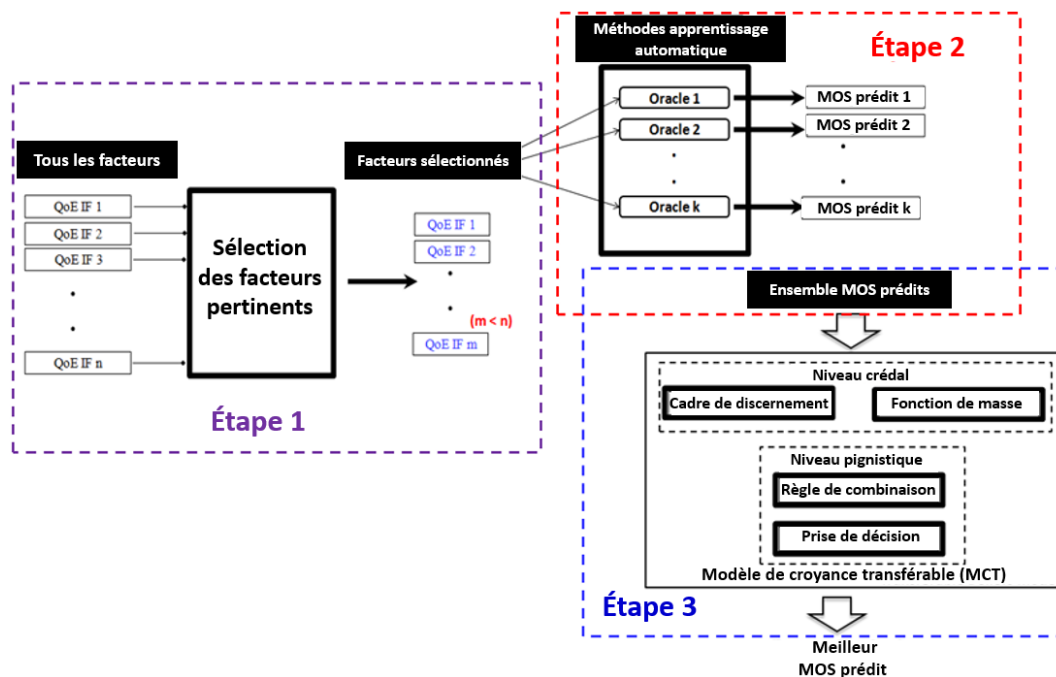 Tous les facteurs
QoE IF 1
QoE IF 2
QoE IF 3
QoE IF n
Sélection
des facteurs
pertinents
Facteurs sélectionnés
QoE IF 1
QoE IF 2
(m < n)
QoE IF m
Étape 1
Méthodes apprentissage
automatique
Étape 2
Oracle 1
MOS prédit 1
Oracle 2
MOS prédit 2
Oracle k
MOS prédit k
Ensemble MOS prédits
Niveau crédal
Cadre de discernement
Fonction de masse
Niveau pignistique
Règle de combinaison
Prise de décision
Modèle de croyance transférable (MCT)
Étape 3
Meilleur
MOS prédit